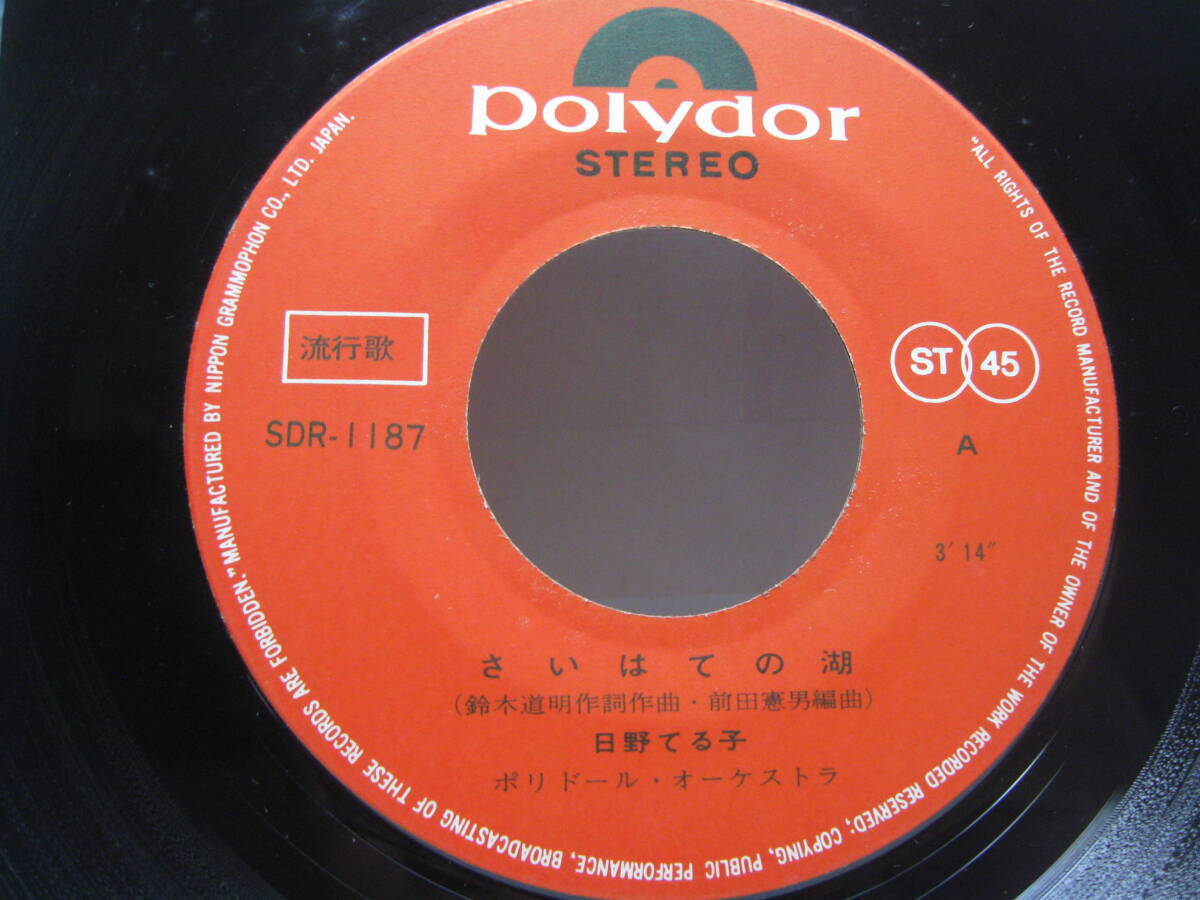 polydor
STEREO
流行歌
SDR-1187
ST 45
A
3′14″
さいはての湖
(鈴木道明作詞作曲・前田憲男編曲)
日野てる子
ポリドール・オーケストラ
"ALL RIGHTS OF THE RECORD MANUFACTURER AND OF THE OWNER OF THE WORK RECORDED RESERVED; COPYING, PUBLIC PERFORMANCE, BROADCASTING OF THESE RECORDS ARE FORBIDDEN." MANUFACTURED BY NIPPON GRAMMOPHON CO., LTD. JAPAN.